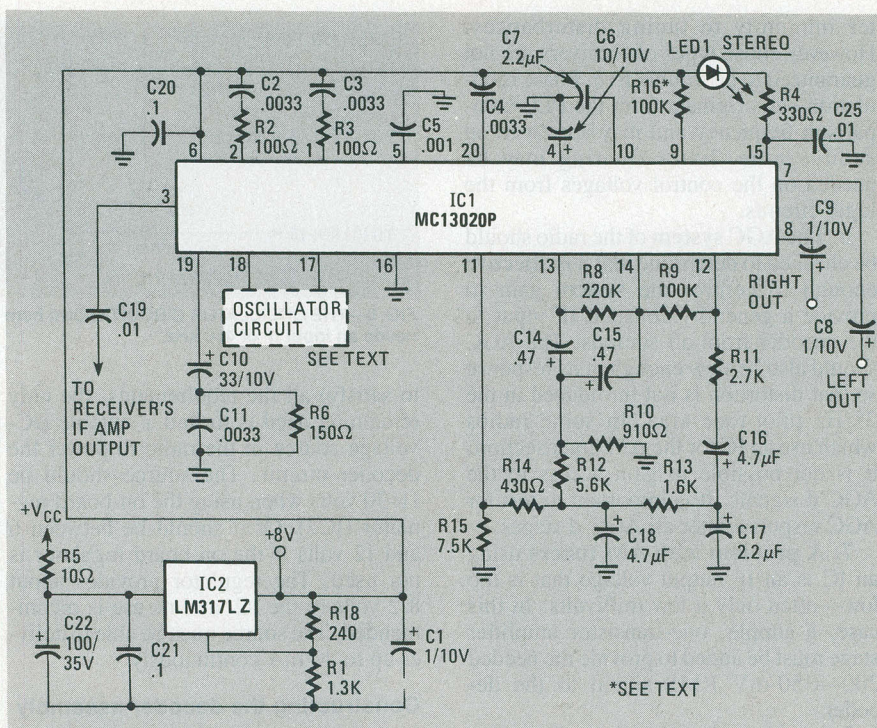 C7
2.2µF
C6
10/10V
LED1 STEREO
C20
.1
C2
.0033
C3
.0033
C5
.001
C4
.0033
R16*
100K
R4
330Ω
C25
.01
R2
100Ω
R3
100Ω
6
2
1
5
20
4
10
9
15
7
3
IC1
MC13020P
8
C9
1/10V
19
18
17
16
11
13
14
12
R8
220K
R9
100K
RIGHT
OUT
OSCILLATOR
CIRCUIT
SEE TEXT
C19
.01
C14
.47
C15
.47
C8
1/10V
R11
2.7K
LEFT
OUT
C10
33/10V
TO
RECEIVER'S
IF AMP
OUTPUT
C11
.0033
R6
150Ω
R10
910Ω
C16
4.7µF
R14
430Ω
R12
5.6K
R13
1.6K
+VCC
R15
7.5K
C18
4.7µF
C17
2.2µF
+8V
R5
10Ω
IC2
LM317LZ
R18
240
C22
100/
35V
C21
.1
C1
1/10V
R1
1.3K
*SEE TEXT